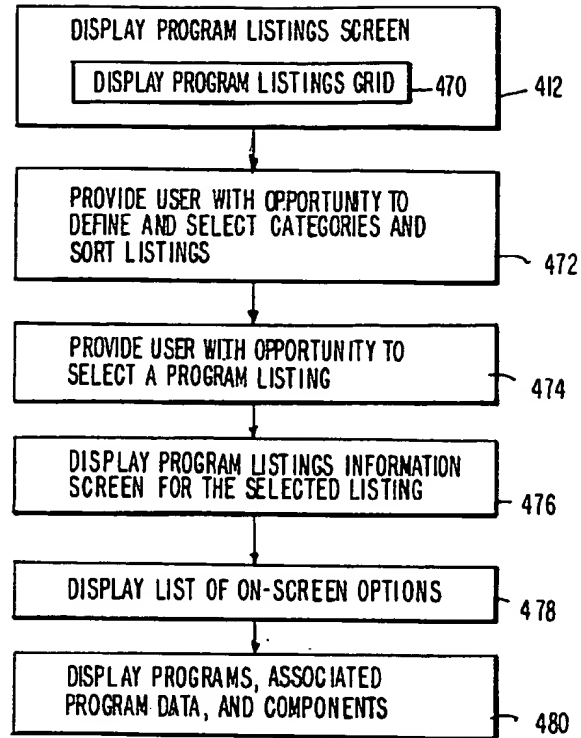 DISPLAY PROGRAM LISTINGS SCREEN
DISPLAY PROGRAM LISTINGS GRID 470
412
PROVIDE USER WITH OPPORTUNITY TO
DEFINE AND SELECT CATEGORIES AND
SORT LISTINGS
472
PROVIDE USER WITH OPPORTUNITY TO
SELECT A PROGRAM LISTING
474
DISPLAY PROGRAM LISTINGS INFORMATION
SCREEN FOR THE SELECTED LISTING
476
DISPLAY LIST OF ON-SCREEN OPTIONS
478
DISPLAY PROGRAMS, ASSOCIATED
PROGRAM DATA, AND COMPONENTS
480